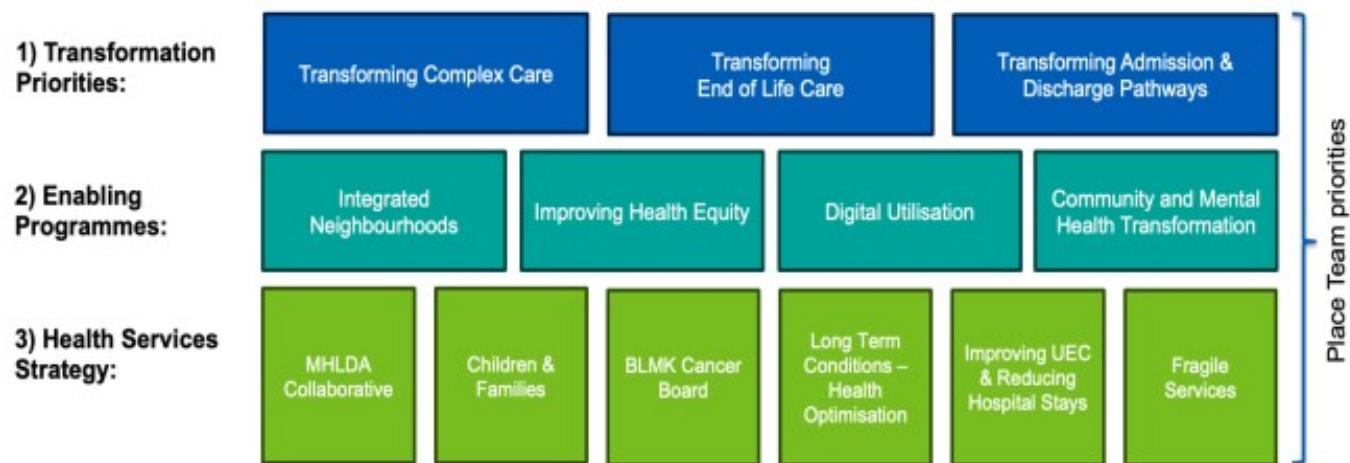 1) Transformation
Priorities:
Transforming Complex Care
Transforming
End of Life Care
Transforming Admission &
Discharge Pathways
2) Enabling
Programmes:
Integrated
Neighbourhoods
Improving Health Equity
Digital Utilisation
Community and Mental
Health Transformation
3) Health Services
Strategy:
MHLDA
Collaborative
Children &
Families
BLMK Cancer
Board
Long Term
Conditions –
Health
Optimisation
Improving UEC
& Reducing
Hospital Stays
Fragile
Services
Place Team priorities